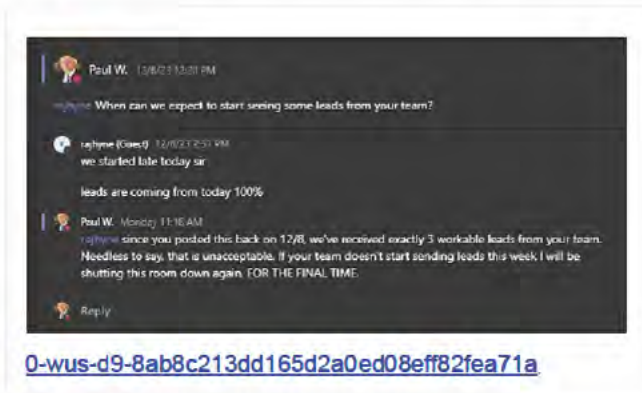 Paul W. 12/8/23 12:20 PM
rajhyne When can we expect to start seeing some leads from your team?
rajhyne (Guest) 12/8/23 2:51 PM
we started late today sir
leads are coming from today 100%
Paul W. Monday 11:16 AM
rajhyne since you posted this back on 12/8, we've received exactly 3 workable leads from your team.
Needless to say, that is unacceptable. If your team doesn't start sending leads this week I will be
shutting this room down again. FOR THE FINAL TIME.
Reply
0-wus-d9-8ab8c213dd165d2a0ed08eff82fea71a